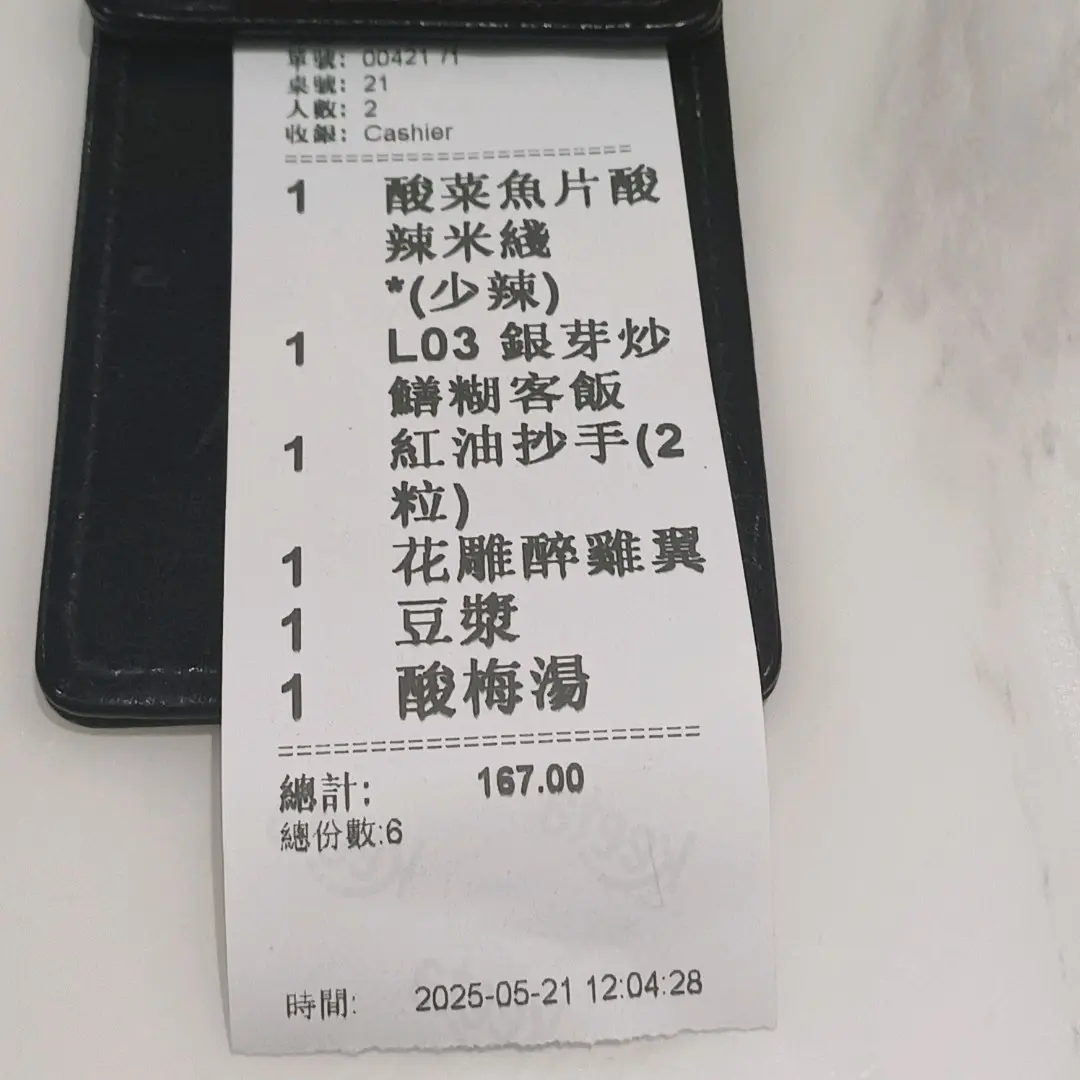 單號: 00421 /1
桌號: 21
人數: 2
收銀: Cashier
========================
1 酸菜魚片酸
辣米綫
*(少辣)
1 L03 銀芽炒
鱔糊客飯
1 紅油抄手(2
粒)
1 花雕醉雞翼
1 豆漿
1 酸梅湯
========================
總計: 167.00
總份數:6
時間: 2025-05-21 12:04:28